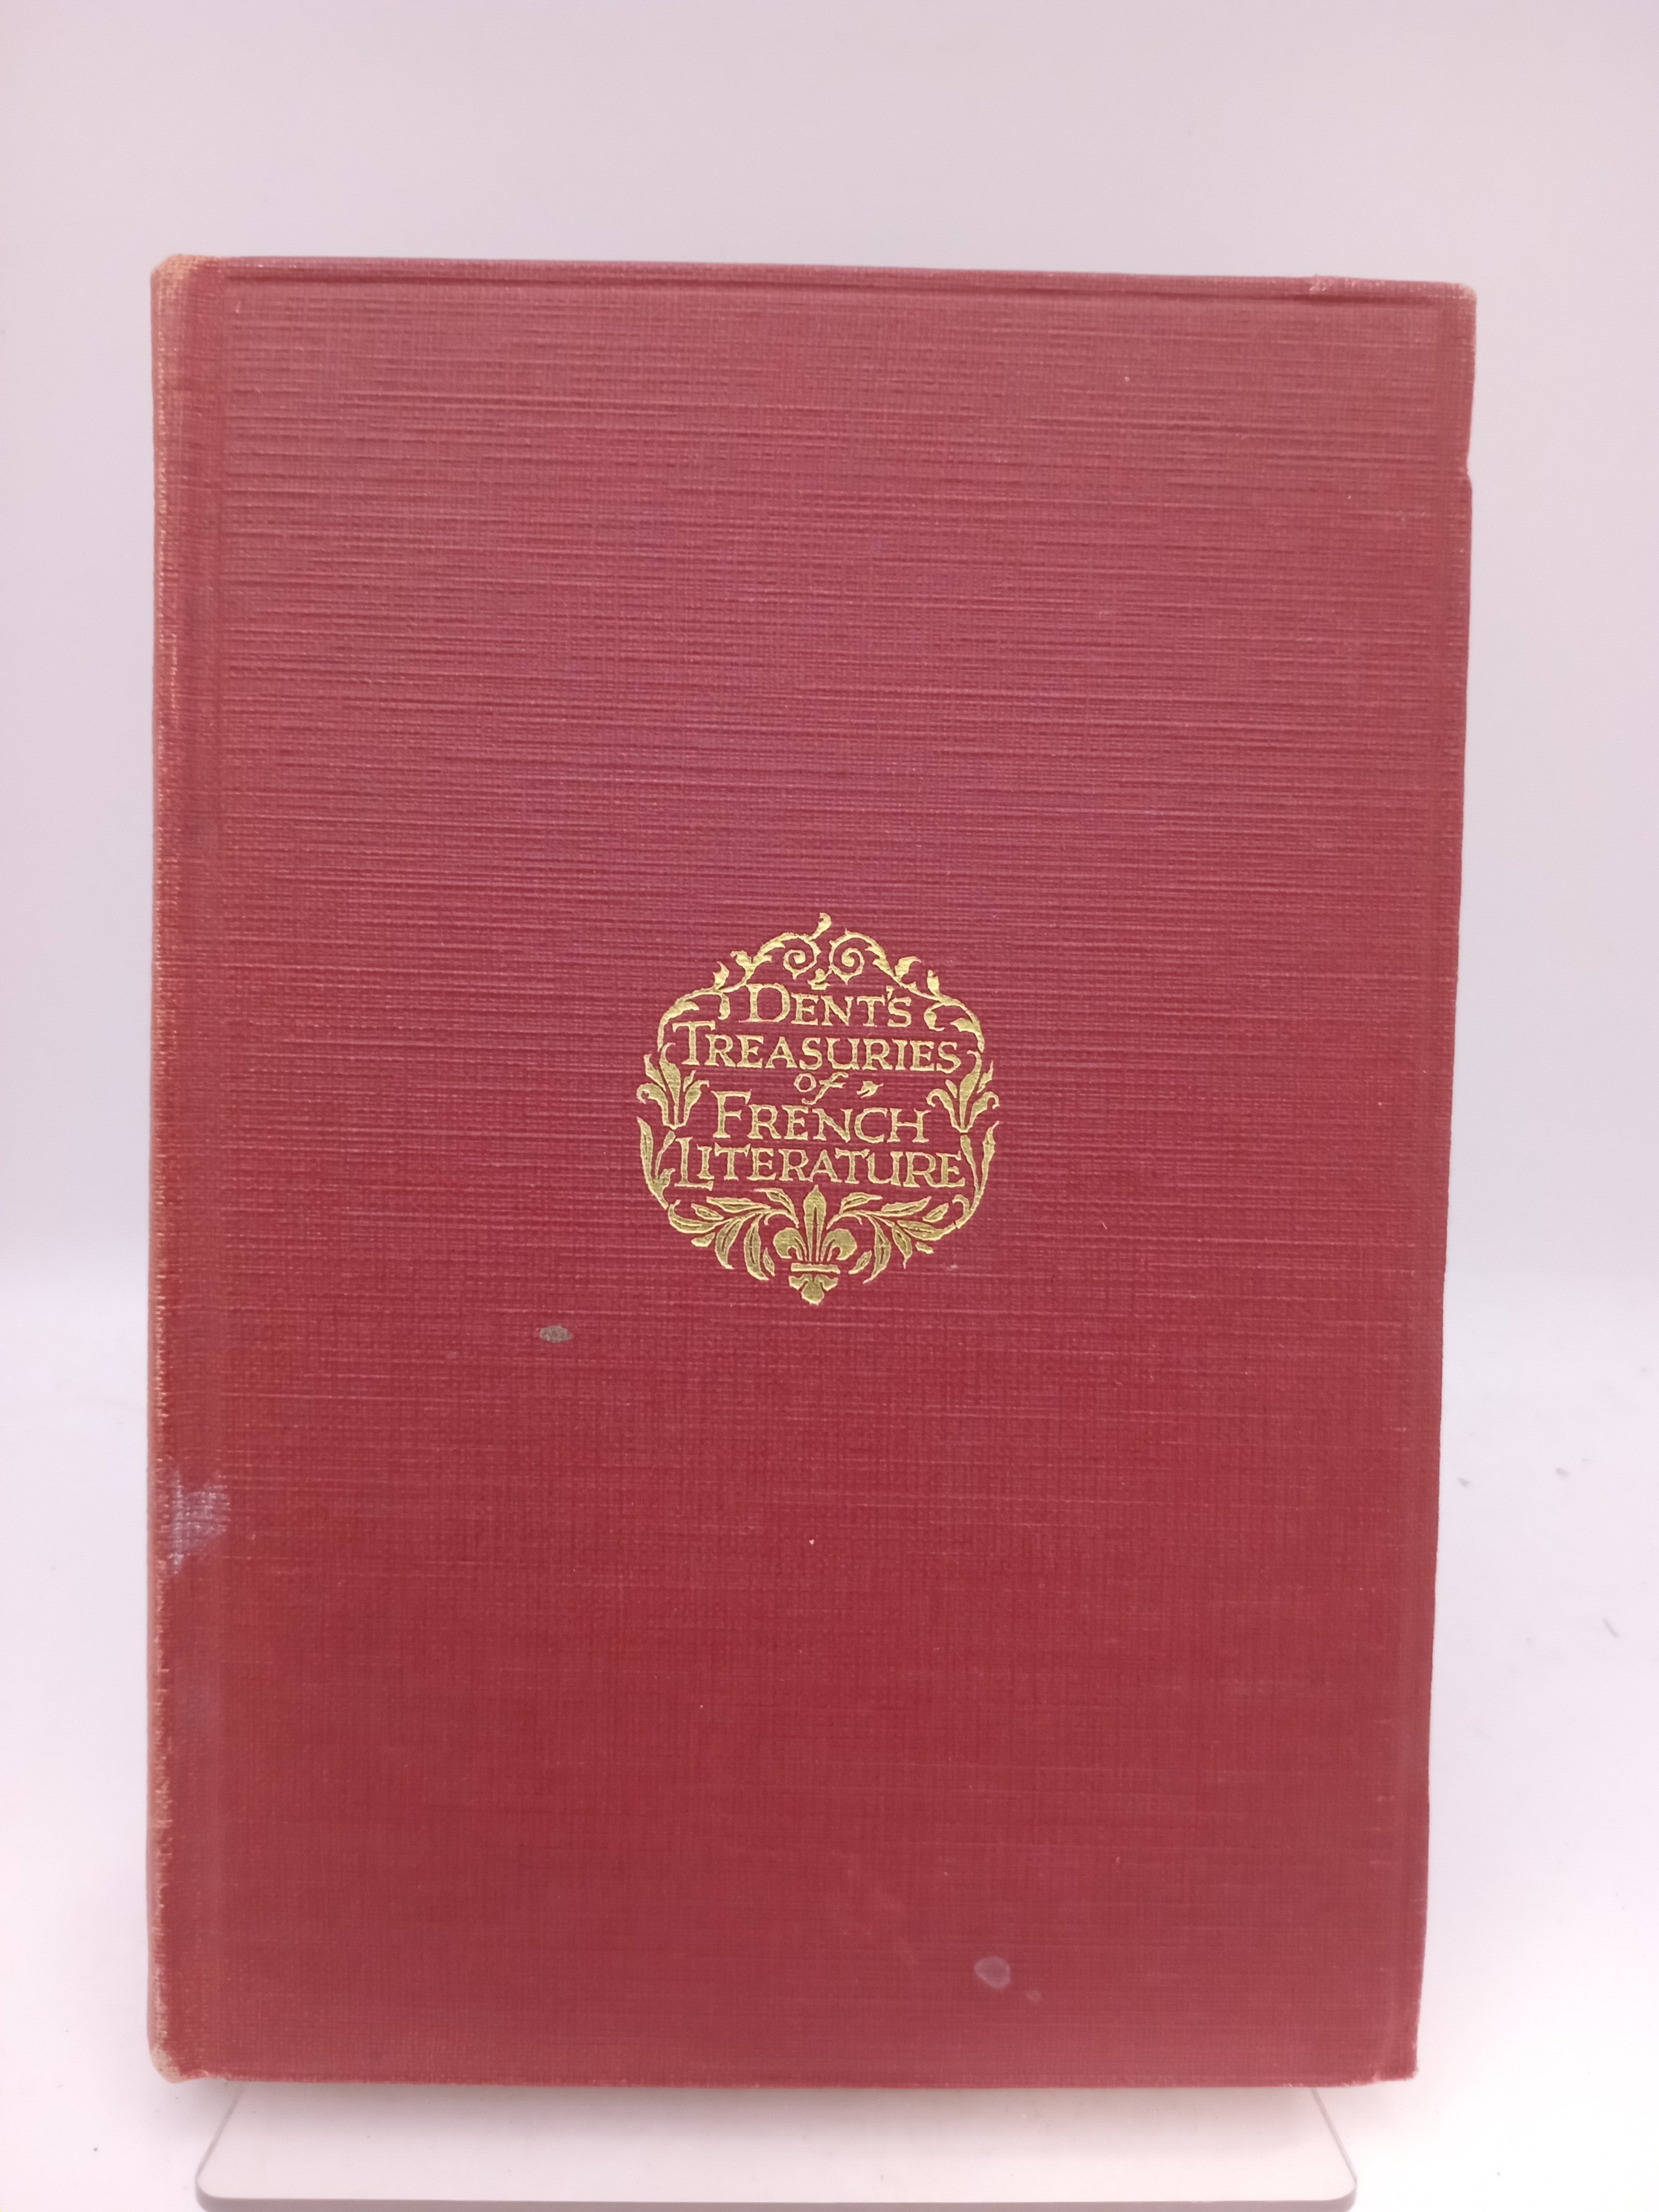 DENT'S
TREASURIES
of
FRENCH
LITERATURE